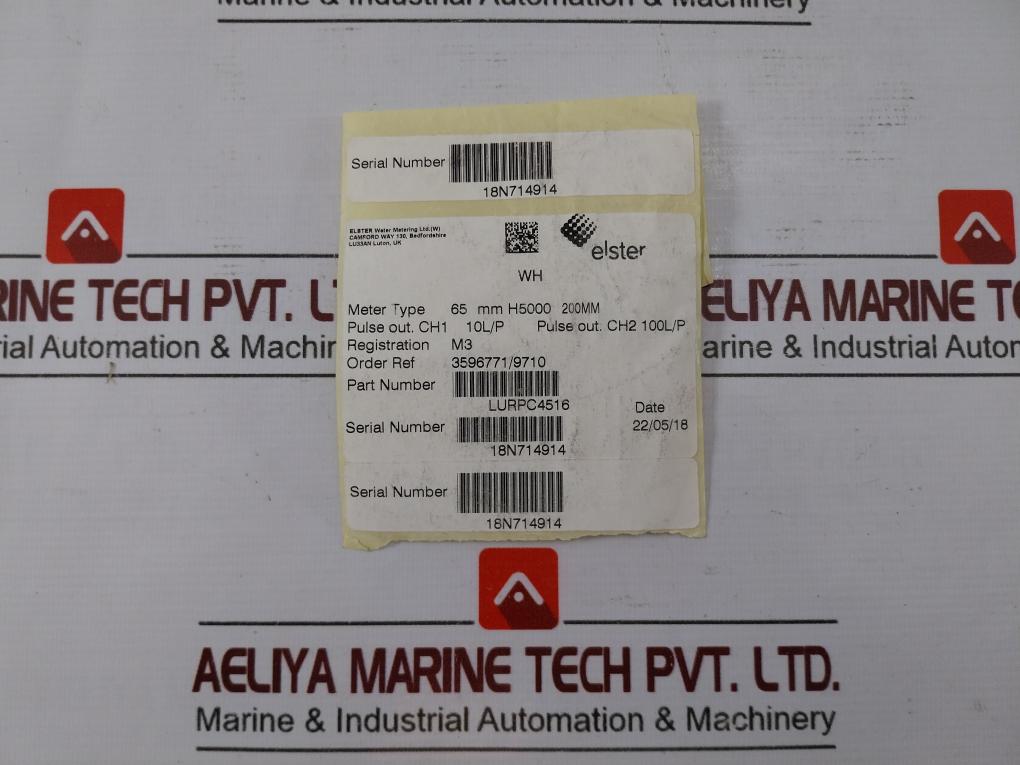 Marine & Industrial Automation & Machinery
Serial Number
18N714914
ELSTER Water Metering Ltd.(W)
CAMFORD WAY 130, Bedfordshire
LU33AN Luton, UK
elster
WH
Meter Type 65 mm H5000 200MM
Pulse out. CH1 10L/P Pulse out. CH2 100L/P
Registration M3
Order Ref 3596771/9710
Part Number
LURPC4516
Date
Serial Number 22/05/18
18N714914
Serial Number
18N714914
RINE TECH PVT. LT
ial Automation & Machin
ELIYA MARINE TEC
arine & Industrial Autom
AELIYA MARINE TECH PVT. LTD.
Marine & Industrial Automation & Machinery